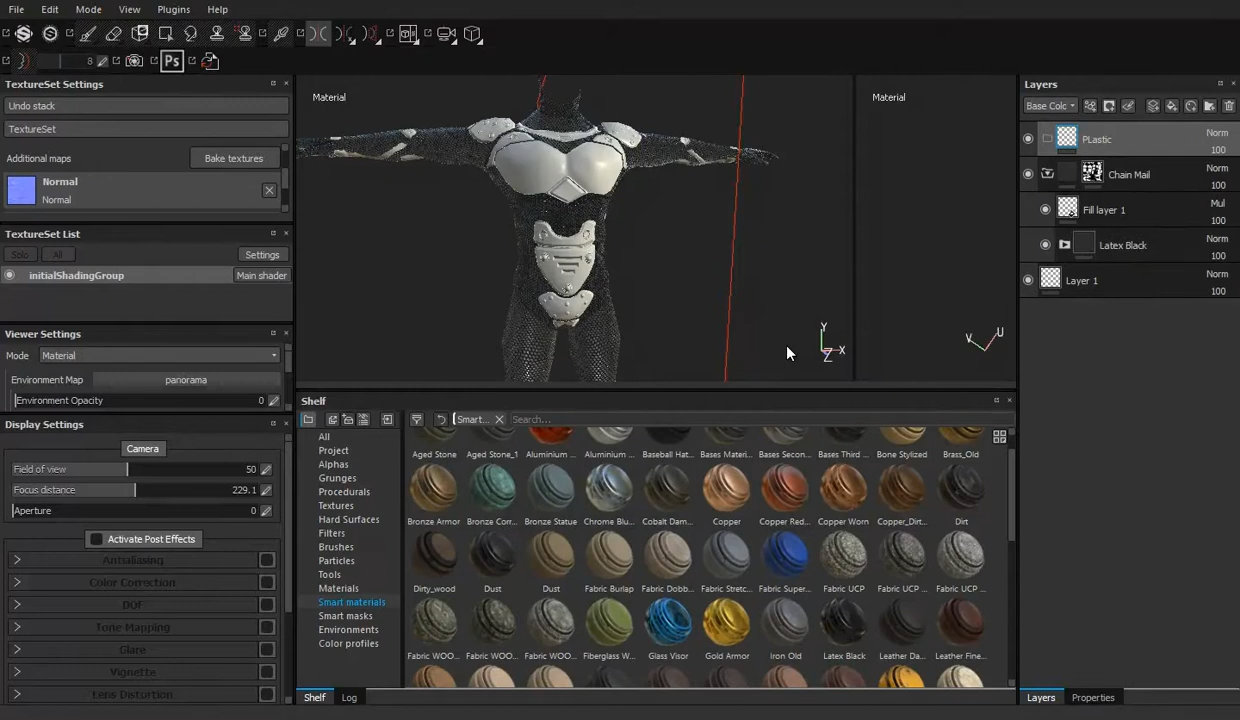 File Edit Mode Viewer Plugins Help
8 Ps
TextureSet Settings
Undo stack
TextureSet
Additional maps Bake textures
Normal
Normal
TextureSet List
Solo All Settings
initialShadingGroup Main shader
Viewer Settings
Mode Material
Environment Map panorama
Environment Opacity 0
Display Settings
Camera
Field of view 50
Focus distance 229.1
Aperture 0
Activate Post Effects
Antialiasing
Color Correction
DOF
Tone Mapping
Glare
Vignette
Lens Distortion
Material
Y
X
Z
Material
V U
Shelf
Smart... Search...
All
Project
Alphas
Grunges
Procedurals
Textures
Hard Surfaces
Filters
Brushes
Particles
Tools
Materials
Smart materials
Smart masks
Environments
Color profiles
Aged Stone Aged Stone_1 Aluminium ... Aluminium ... Baseball Hat... Bases Materi... Bases Secon... Bases Third ... Bone Stylized Brass_Old
Bronze Armor Bronze Corr... Bronze Statue Chrome Blu... Cobalt Dam... Copper Copper Red... Copper Worn Copper_Dirt... Dirt
Dirty_wood Dust Dust Fabric Burlap Fabric Dobb... Fabric Stretc... Fabric Super... Fabric UCP Fabric UCP ... Fabric UCP ...
Fabric WOO... Fabric WOO... Fabric WOO... Fiberglass W... Glass Visor Gold Armor Iron Old Latex Black Leather Da... Leather Fine...
Shelf Log
Layers
Base Colc
PLastic Norm
100
Chain Mail Norm
100
Fill layer 1 Mul
100
Latex Black Norm
100
Layer 1 Norm
100
Layers Properties